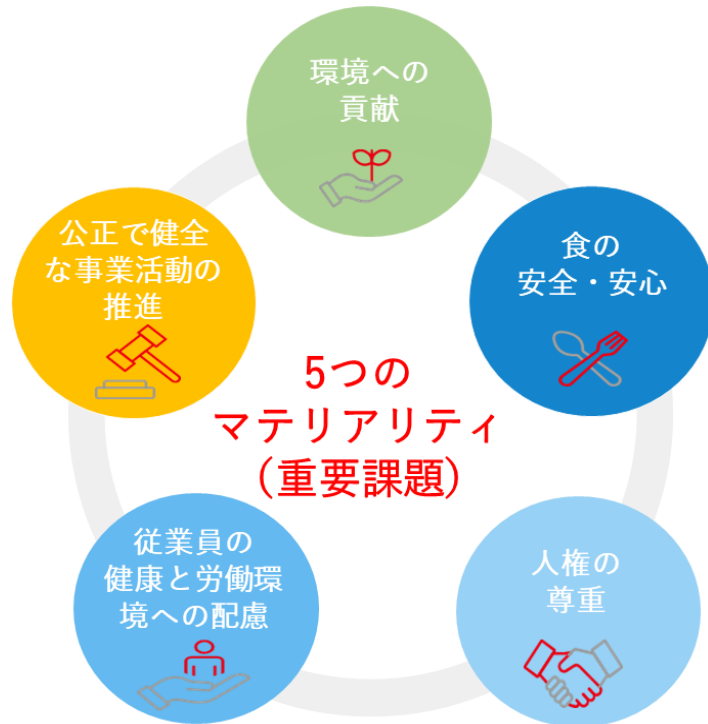 環境への
貢献
食の
安全・安心
人権の
尊重
従業員の
健康と労働環
境への配慮
公正で健全
な事業活動の
推進
5つの
マテリアリティ
(重要課題)